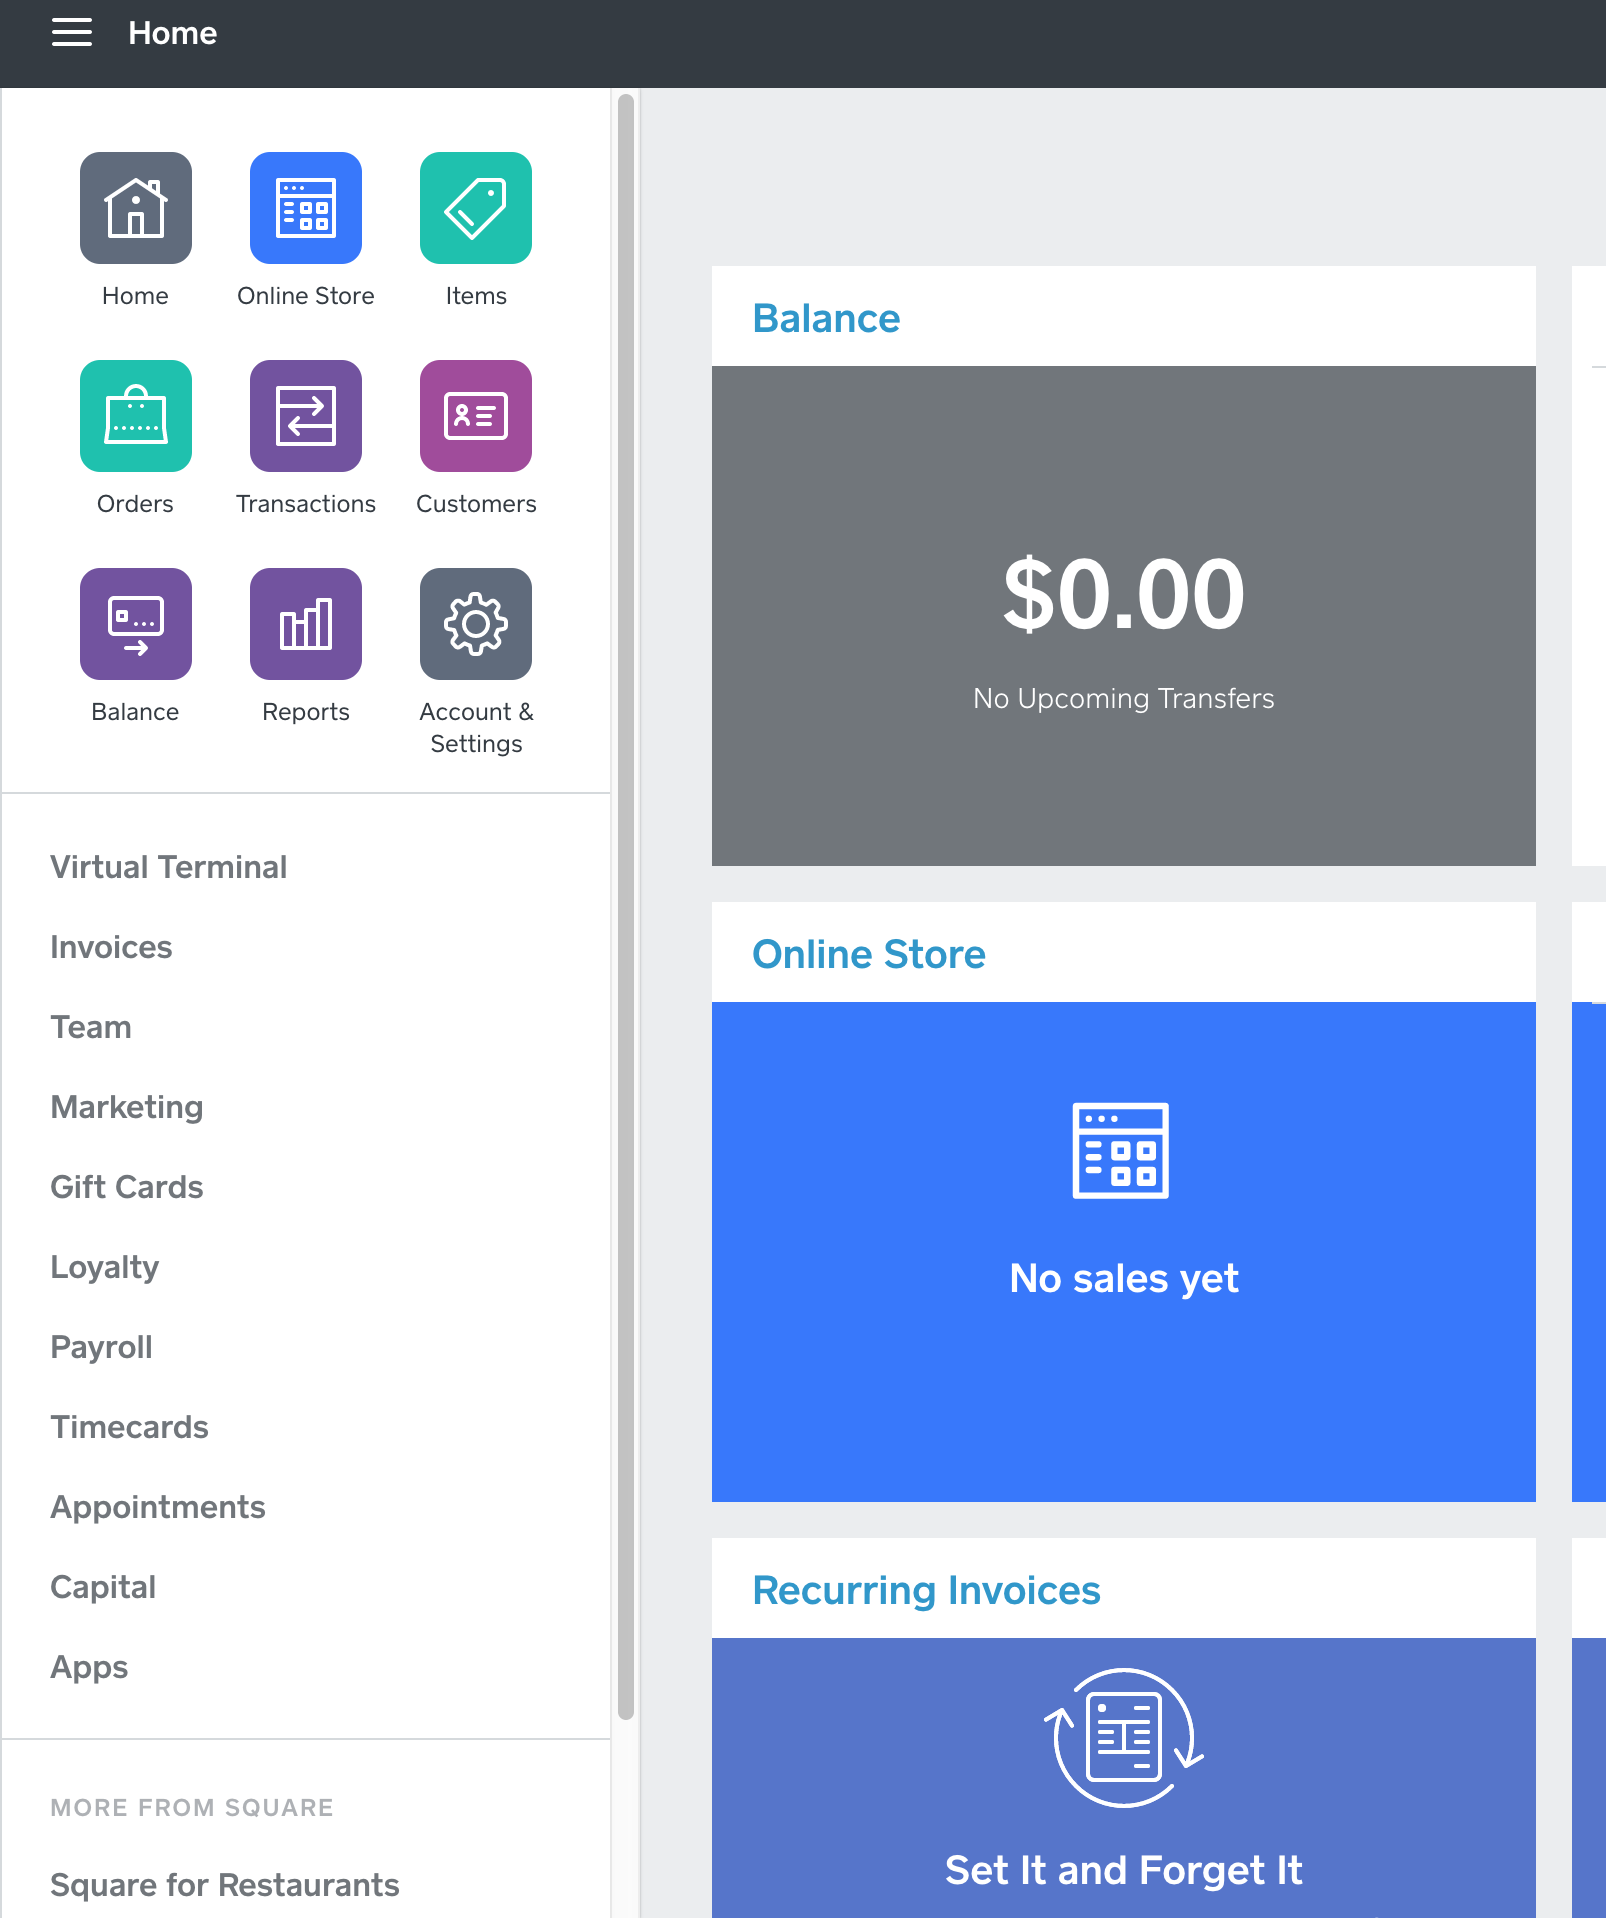 Home
Home
Online Store
Items
Orders
Transactions
Customers
Balance
Reports
Account &
Settings
Virtual Terminal
Invoices
Team
Marketing
Gift Cards
Loyalty
Payroll
Timecards
Appointments
Capital
Apps
MORE FROM SQUARE
Square for Restaurants
Balance
$0.00
No Upcoming Transfers
Online Store
No sales yet
Recurring Invoices
Set It and Forget It